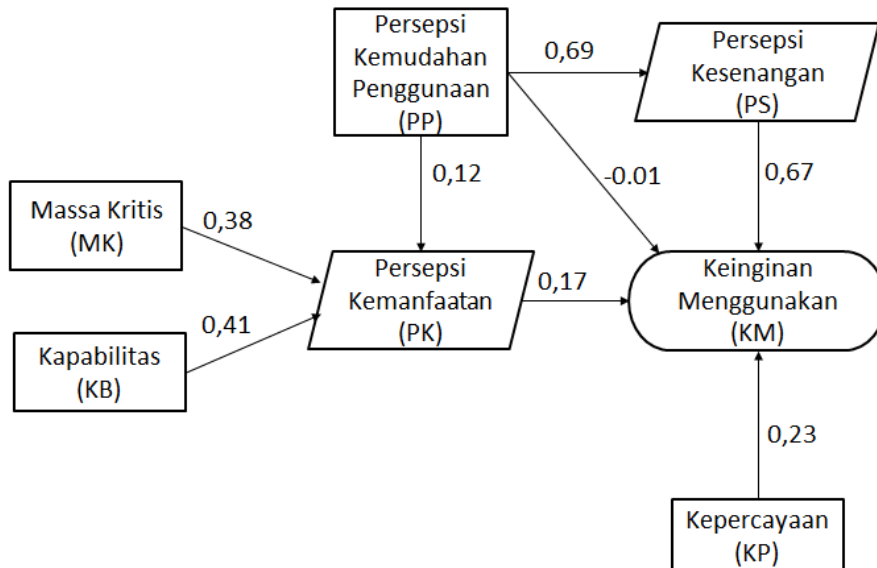 Persepsi
Kemudahan
Penggunaan
(PP)
0,69
Persepsi
Kesenangan
(PS)
0,12
-0.01
0,67
Massa Kritis
(MK)
0,38
Persepsi
Kemanfaatan
(PK)
0,17
Keinginan
Menggunakan
(KM)
0,41
Kapabilitas
(KB)
0,23
Kepercayaan
(KP)